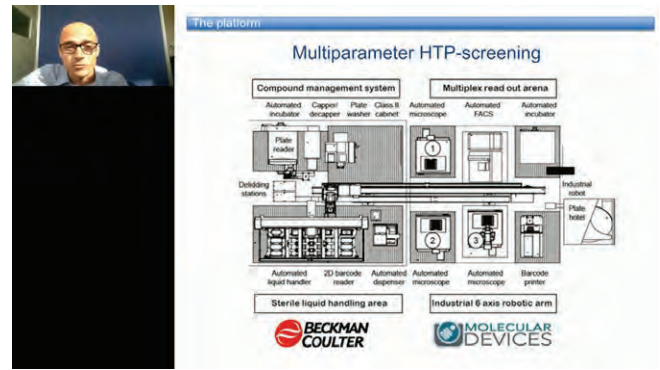 The platform
Multiparameter HTP-screening
Compound management system
Multiplex read out arena
Automated incubator
Capper/ decapper
Plate washer
Class II cabinet
Automated microscope
Automated FACS
Automated incubator
Plate reader
1
Delidding stations
Industrial robot
Plate hotel
2
3
Automated liquid handler
2D barcode reader
Automated dispenser
Automated microscope
Automated microscope
Barcode printer
Sterile liquid handling area
Industrial 6 axis robotic arm
BECKMAN
COULTER
MOLECULAR
DEVICES